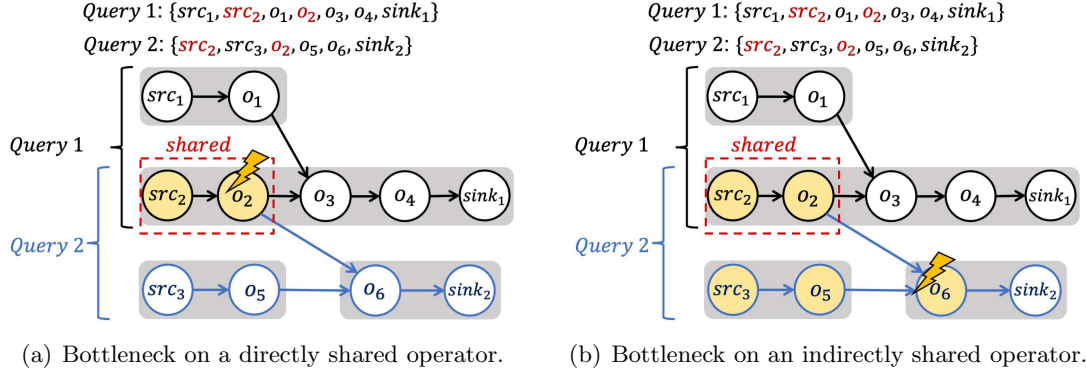 Query 1: {src₁, src₂, o₁, o₂, o₃, o₄, sink₁}
Query 2: {src₂, src₃, o₂, o₅, o₆, sink₂}
src₁ o₁
Query 1
shared
src₂ o₂ o₃ o₄ sink₁
Query 2
src₃ o₅ o₆ sink₂
(a) Bottleneck on a directly shared operator.
Query 1: {src₁, src₂, o₁, o₂, o₃, o₄, sink₁}
Query 2: {src₂, src₃, o₂, o₅, o₆, sink₂}
src₁ o₁
Query 1
shared
src₂ o₂ o₃ o₄ sink₁
Query 2
src₃ o₅ o₆ sink₂
(b) Bottleneck on an indirectly shared operator.